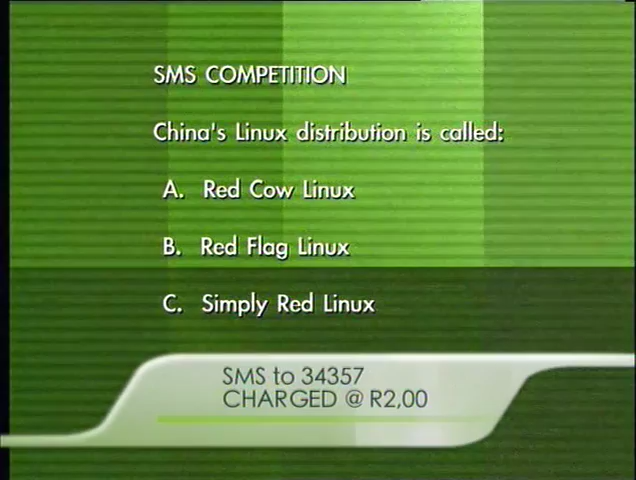 SMS COMPETITION
China's Linux distribution is called:
A. Red Cow Linux
B. Red Flag Linux
C. Simply Red Linux
SMS to 34357
CHARGED @ R2,00